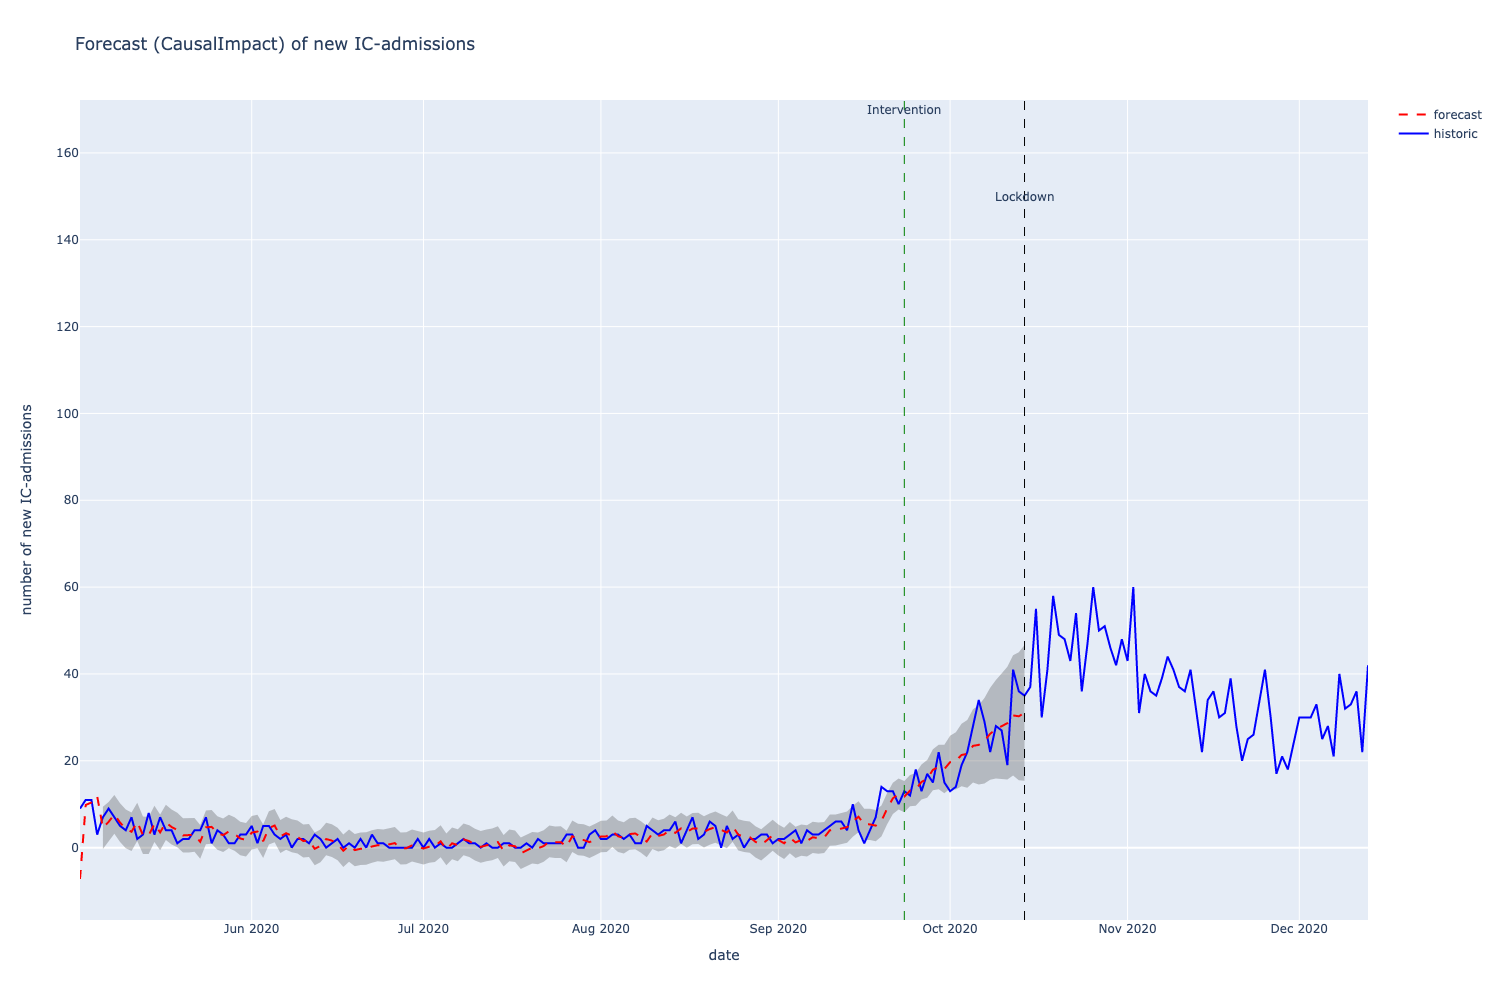 Forecast (CausalImpact) of new IC-admissions
Intervention
forecast
historic
Lockdown
number of new IC-admissions
160
140
120
100
80
60
40
20
0
Jun 2020
Jul 2020
Aug 2020
Sep 2020
Oct 2020
Nov 2020
Dec 2020
date